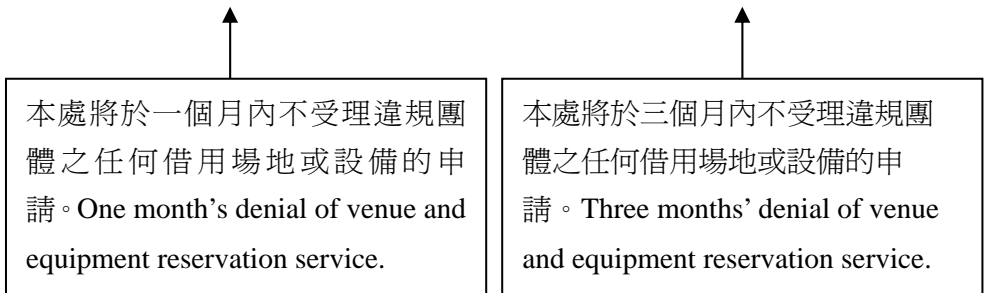 本處將於一個月內不受理違規團
體之任何借用場地或設備的申
請。One month's denial of venue and
equipment reservation service.
本處將於三個月內不受理違規團
體之任何借用場地或設備的申
請。Three months’ denial of venue
and equipment reservation service.